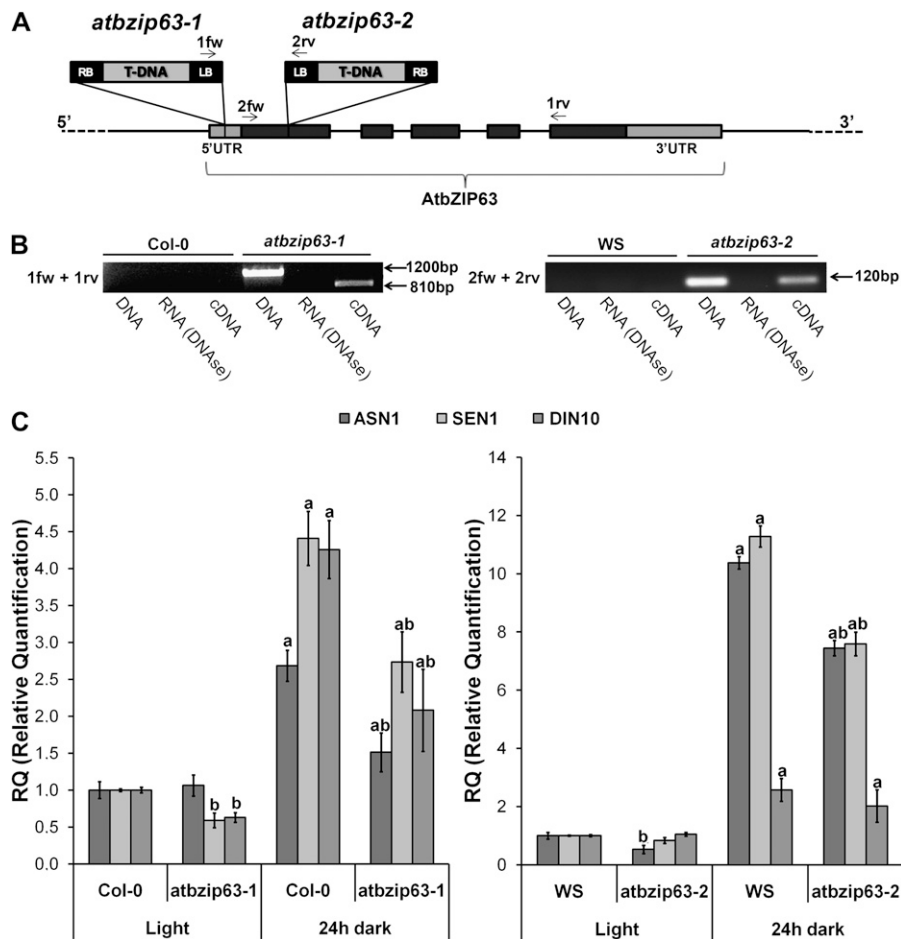 A
atbzip63-1
atbzip63-2
1fw
2rv
RB T-DNA LB
LB T-DNA RB
2fw
1rv
5'
3'
5'UTR
3'UTR
AtbZIP63
B
Col-0
atbzip63-1
WS
atbzip63-2
1fw + 1rv
1200bp
810bp
2fw + 2rv
120bp
DNA
RNA (DNAse)
cDNA
DNA
RNA (DNAse)
cDNA
DNA
RNA (DNAse)
cDNA
DNA
RNA (DNAse)
cDNA
C
ASN1 SEN1 DIN10
RQ (Relative Quantification)
5.5
5.0
4.5
4.0
3.5
3.0
2.5
2.0
1.5
1.0
0.5
0.0
b b
a a a
ab ab ab
Col-0 atbzip63-1 Col-0 atbzip63-1
Light 24h dark
RQ (Relative Quantification)
14
12
10
8
6
4
2
0
b
a a a
ab ab a
WS atbzip63-2 WS atbzip63-2
Light 24h dark